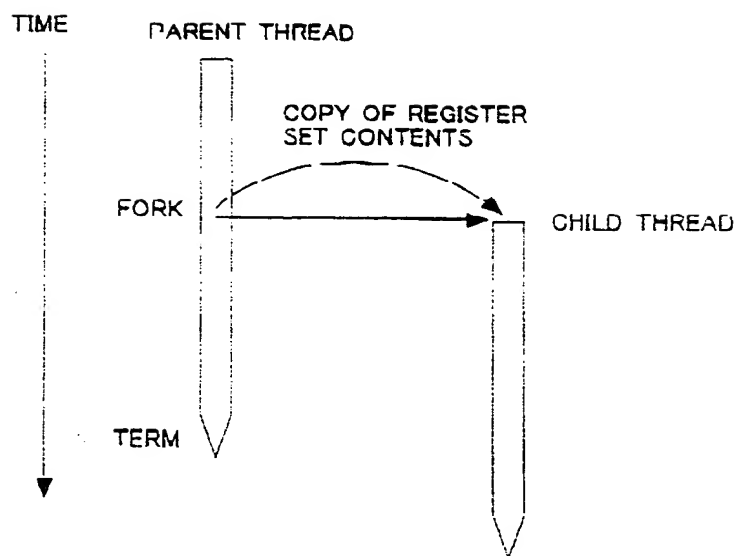 TIME
PARENT THREAD
COPY OF REGISTER
SET CONTENTS
FORK
CHILD THREAD
TERM